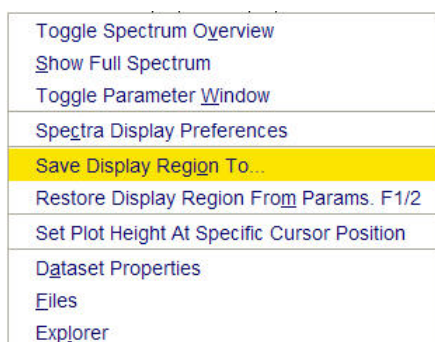 Toggle Spectrum Overview
Show Full Spectrum
Toggle Parameter Window
Spectra Display Preferences
Save Display Region To...
Restore Display Region From Params. F1/2
Set Plot Height At Specific Cursor Position
Dataset Properties
Files
Explorer